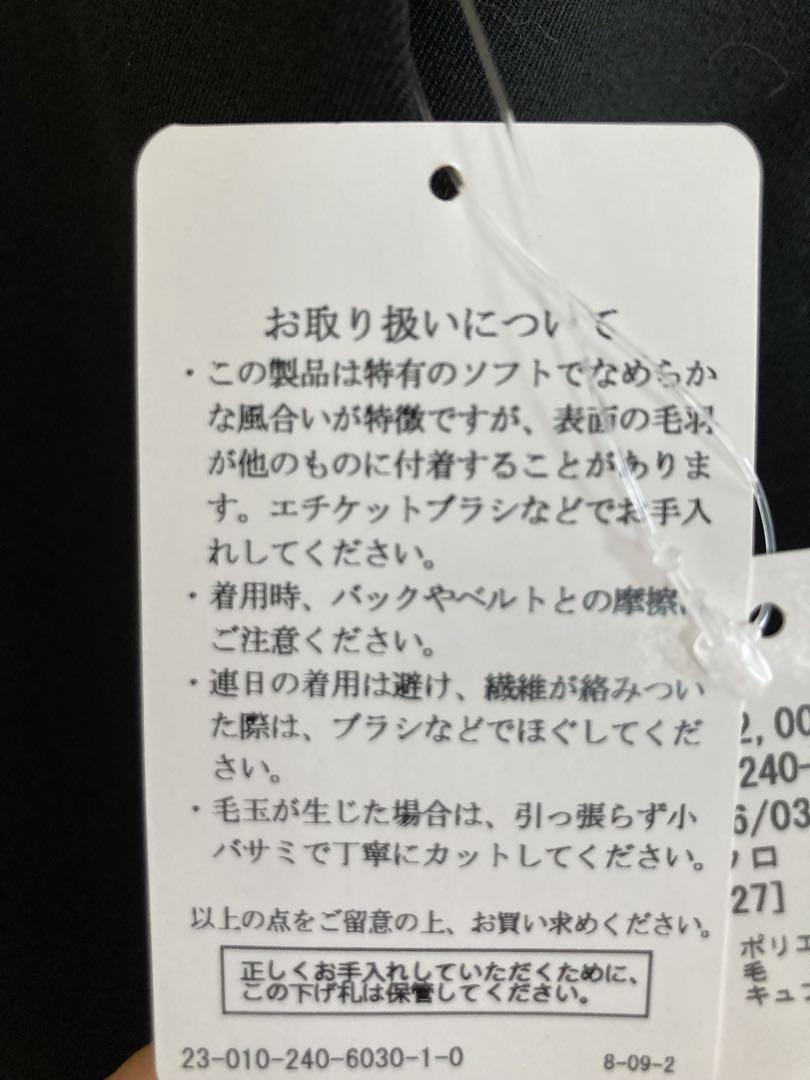 お取り扱いについて
・この製品は特有のソフトでなめらか
な風合いが特徴ですが、表面の毛羽
が他のものに付着することがありま
す。エチケットブラシなどでお手入
れしてください。
・着用時、バックやベルトとの摩擦に
ご注意ください。
・連日の着用は避け、繊維が絡みつい
た際は、ブラシなどでほぐしてくだ
さい。
・毛玉が生じた場合は、引っ張らず小
バサミで丁寧にカットしてください。
以上の点をご留意の上、お買い求めください。
正しくお手入れしていただくために、
この下げ札は保管してください。
23-010-240-6030-1-0
8-09-2
2,00
240-
6/03
ロ
27]
ポリエ
毛
キュプ